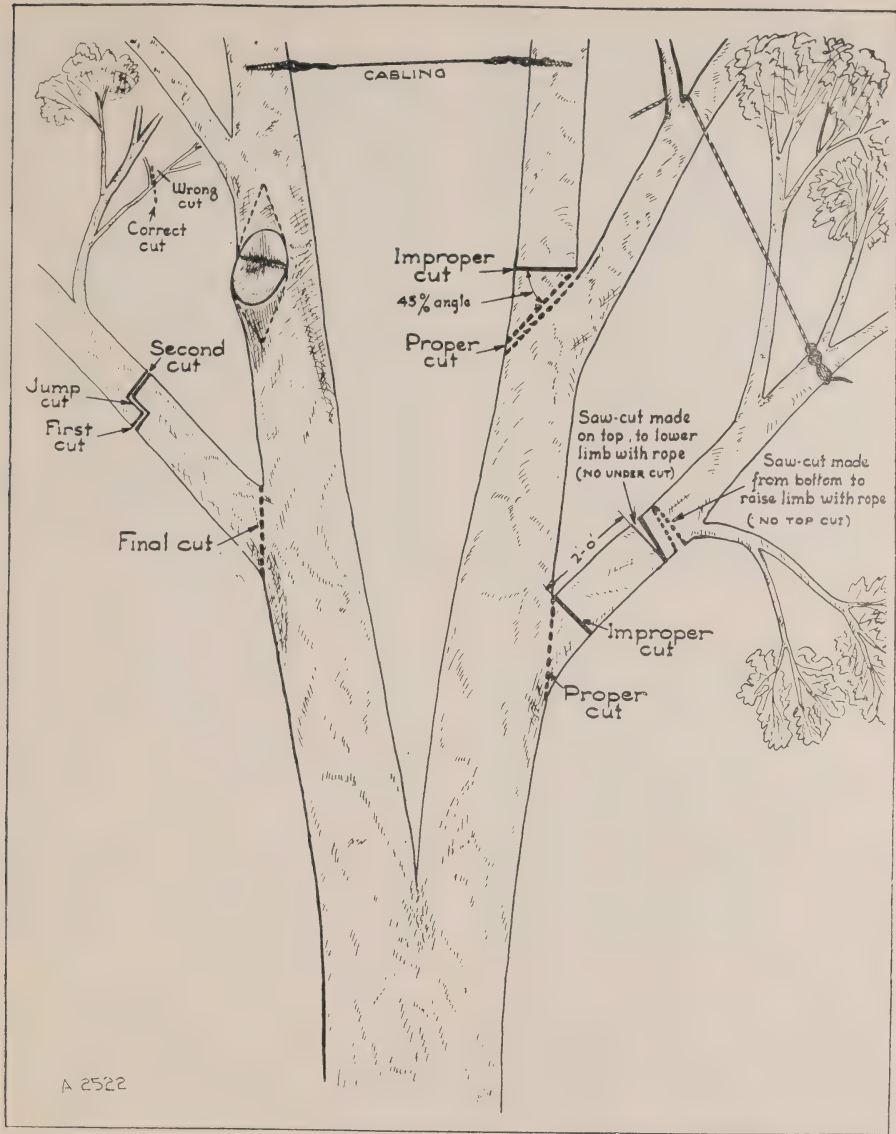 CABLING
Wrong
cut
Correct
cut
Improper
cut
45% angle
Proper
cut
Second
cut
Jump
cut
First
cut
Final cut
Saw-cut made
on top, to lower
limb with rope
(NO UNDER CUT)
Saw-cut made
from bottom to
raise limb with rope
(NO TOP CUT)
2'-0
Improper
cut
Proper
cut
A 2522